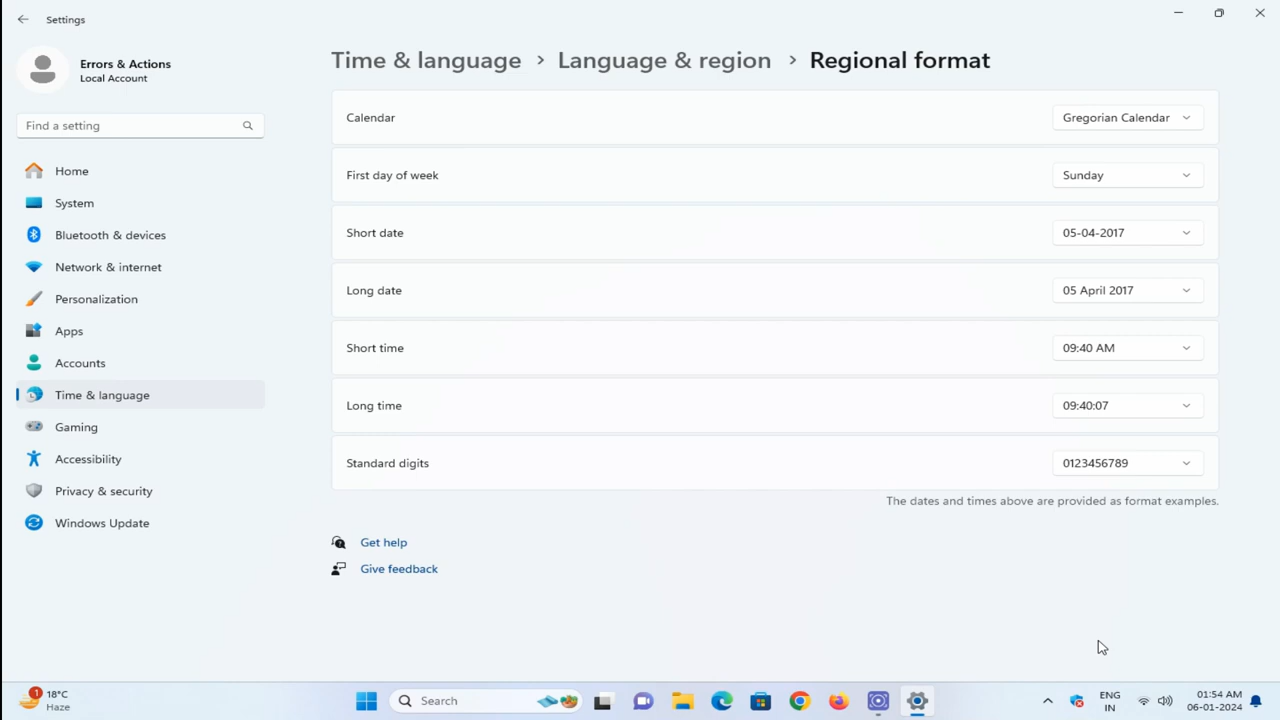 Settings
Errors & Actions
Local Account
Find a setting
Home
System
Bluetooth & devices
Network & internet
Personalization
Apps
Accounts
Time & language
Gaming
Accessibility
Privacy & security
Windows Update
Time & language > Language & region > Regional format
Calendar Gregorian Calendar
First day of week Sunday
Short date 05-04-2017
Long date 05 April 2017
Short time 09:40 AM
Long time 09:40:07
Standard digits 0123456789
The dates and times above are provided as format examples.
Get help
Give feedback
1
18°C
Haze
Search
ENG
IN
01:54 AM
06-01-2024